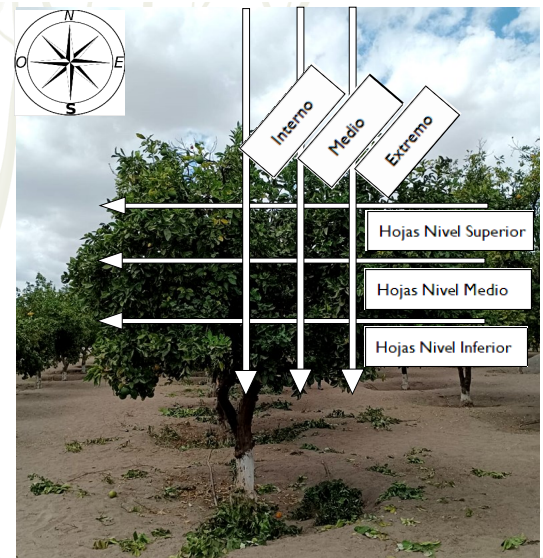 N
O
E
S
Interno
Medio
Extremo
Hojas Nivel Superior
Hojas Nivel Medio
Hojas Nivel Inferior